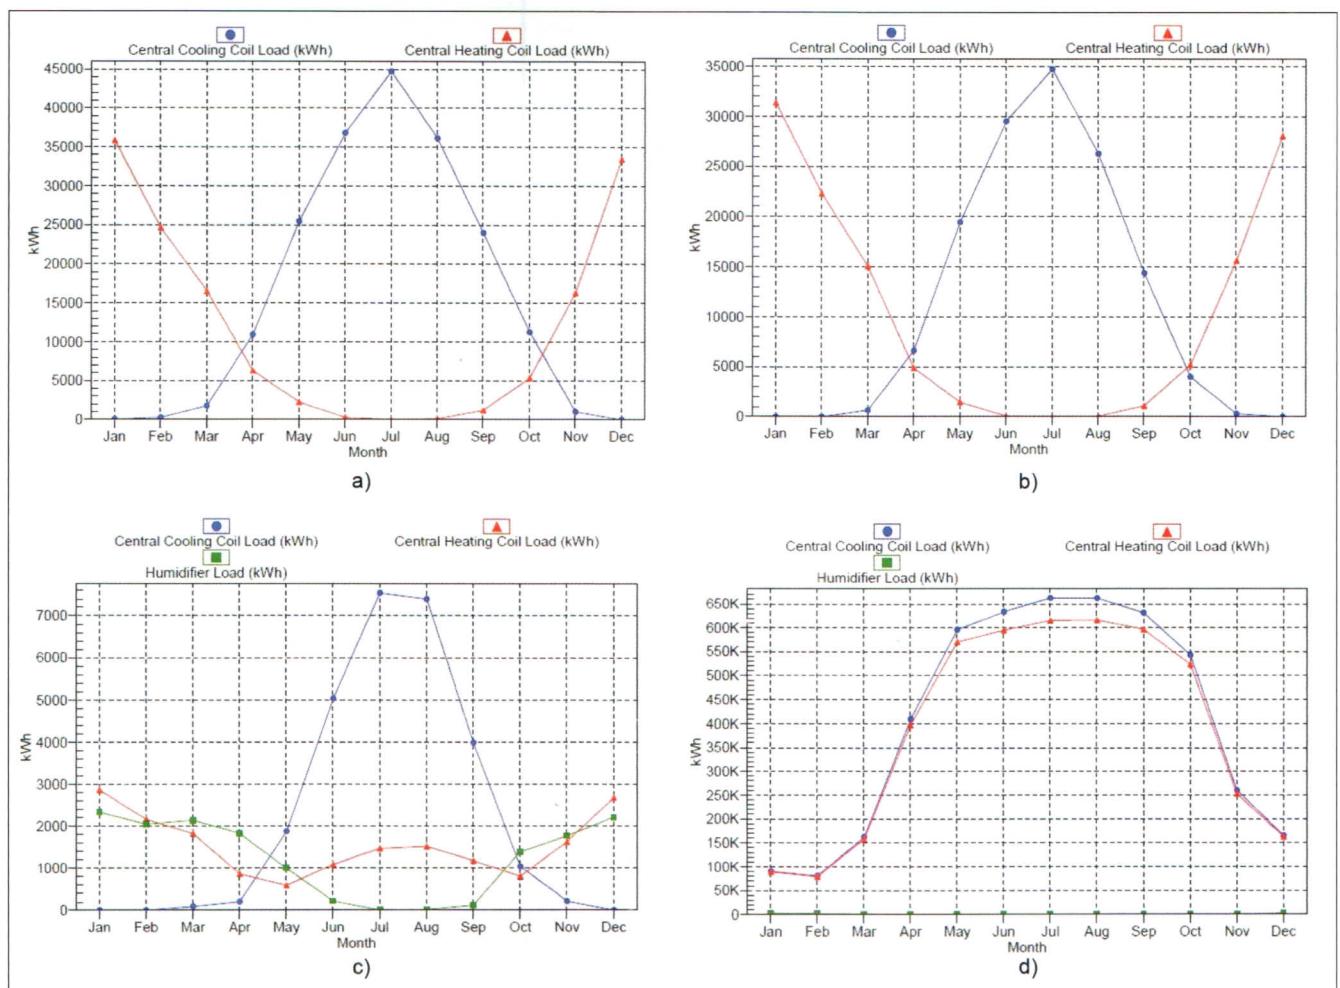 Central Cooling Coil Load (kWh) Central Heating Coil Load (kWh)
45000
40000
35000
30000
25000
20000
15000
10000
5000
0
kWh
Jan Feb Mar Apr May Jun Jul Aug Sep Oct Nov Dec
Month
a)
Central Cooling Coil Load (kWh) Central Heating Coil Load (kWh)
35000
30000
25000
20000
15000
10000
5000
0
kWh
Jan Feb Mar Apr May Jun Jul Aug Sep Oct Nov Dec
Month
b)
Central Cooling Coil Load (kWh) Central Heating Coil Load (kWh)
Humidifier Load (kWh)
7000
6000
5000
4000
3000
2000
1000
0
kWh
Jan Feb Mar Apr May Jun Jul Aug Sep Oct Nov Dec
Month
c)
Central Cooling Coil Load (kWh) Central Heating Coil Load (kWh)
Humidifier Load (kWh)
650K
600K
550K
500K
450K
400K
350K
300K
250K
200K
150K
100K
50K
0
kWh
Jan Feb Mar Apr May Jun Jul Aug Sep Oct Nov Dec
Month
d)